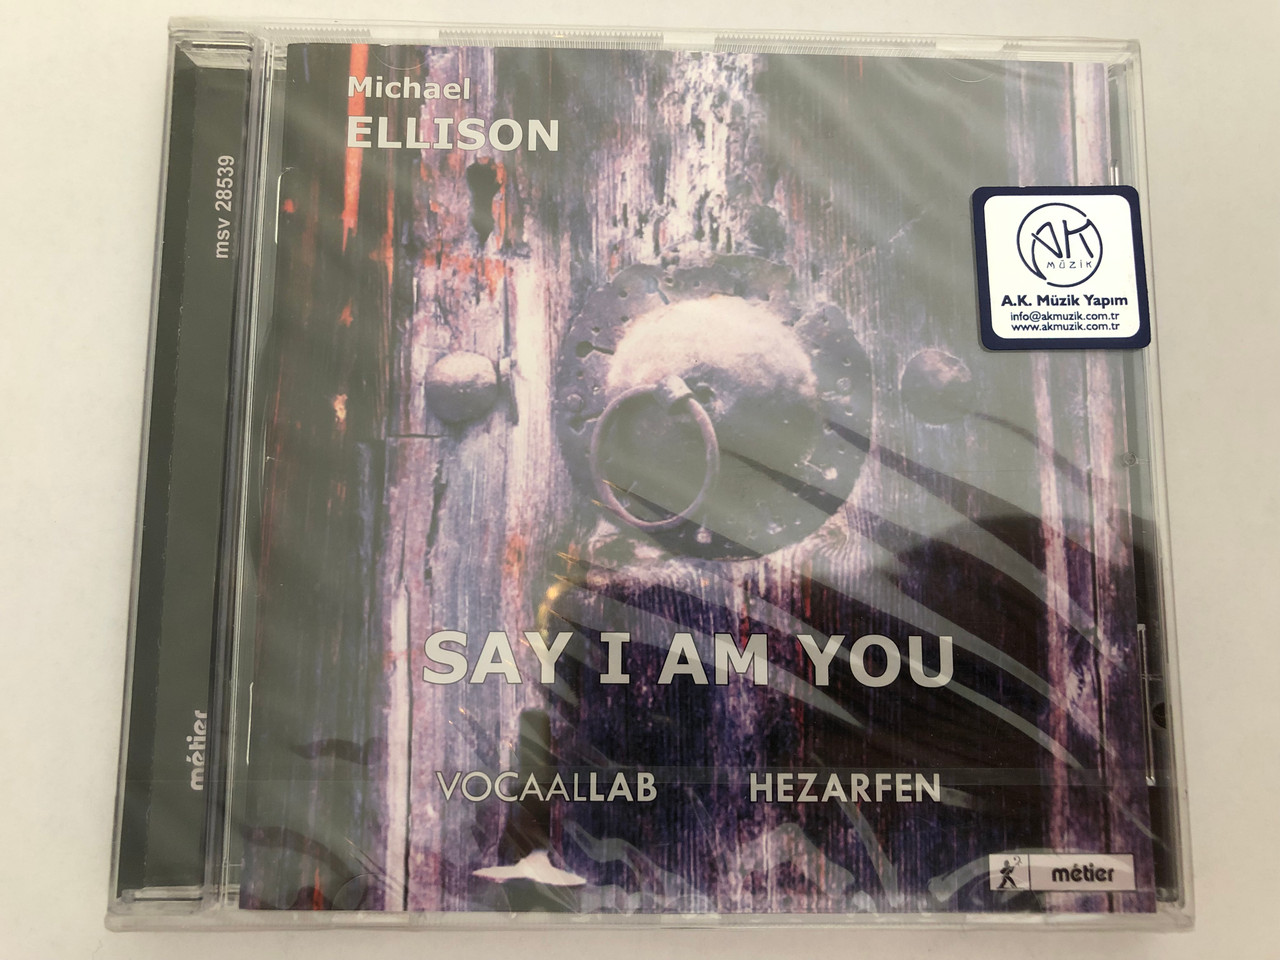 Michael
ELLISON
msv 28539
AK
MÜZİK
A.K. Müzik Yapım
info@akmuzik.com.tr
www.akmuzik.com.tr
SAY I AM YOU
VOCAALLAB HEZARFEN
métier
métier